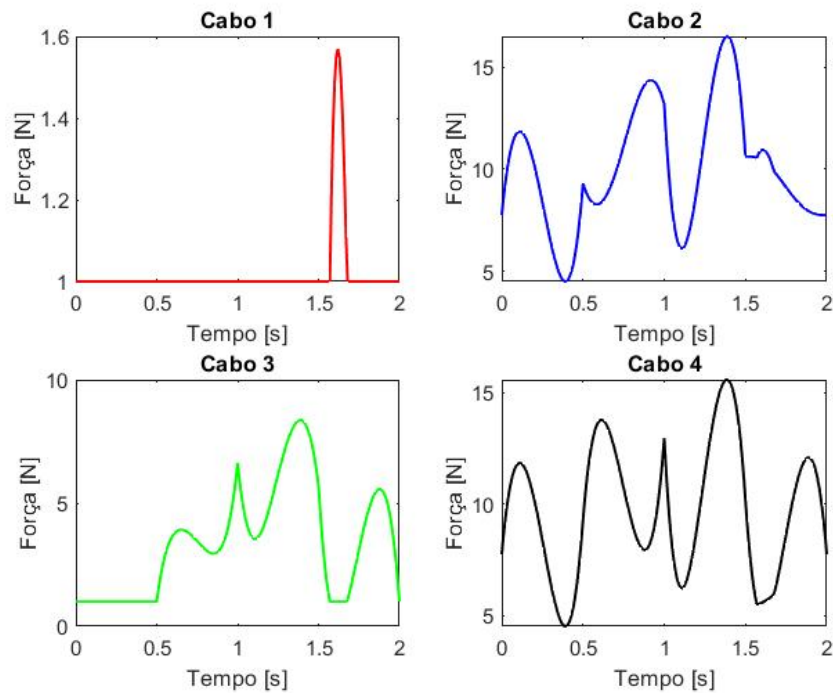 Cabo 1
1.6
1.4
1.2
1
Força [N]
0 0.5 1 1.5 2
Tempo [s]
Cabo 2
15
10
5
Força [N]
0 0.5 1 1.5 2
Tempo [s]
Cabo 3
10
5
0
Força [N]
0 0.5 1 1.5 2
Tempo [s]
Cabo 4
15
10
5
Força [N]
0 0.5 1 1.5 2
Tempo [s]